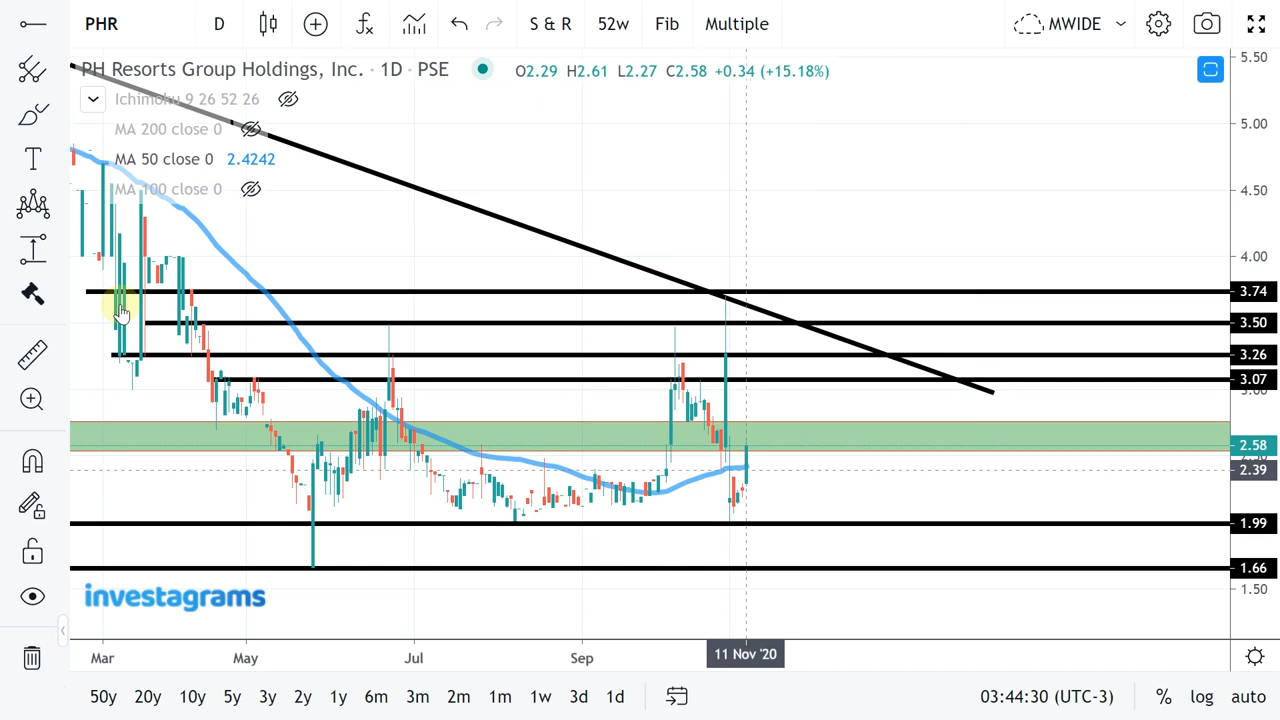 PHR D S & R 52w Fib Multiple MWIDE
PH Resorts Group Holdings, Inc. · 1D · PSE O2.29 H2.61 L2.27 C2.58 +0.34 (+15.18%)
Ichimoku 9 26 52 26
MA 200 close 0
MA 50 close 0 2.4242
MA 100 close 0
5.50
5.00
4.50
4.00
3.74
3.50
3.26
3.07
3.00
2.58
2.39
1.99
1.66
1.50
investagrams
Mar May Jul Sep 11 Nov '20
50y 20y 10y 5y 3y 2y 1y 6m 3m 2m 1m 1w 3d 1d 03:44:30 (UTC-3) % log auto